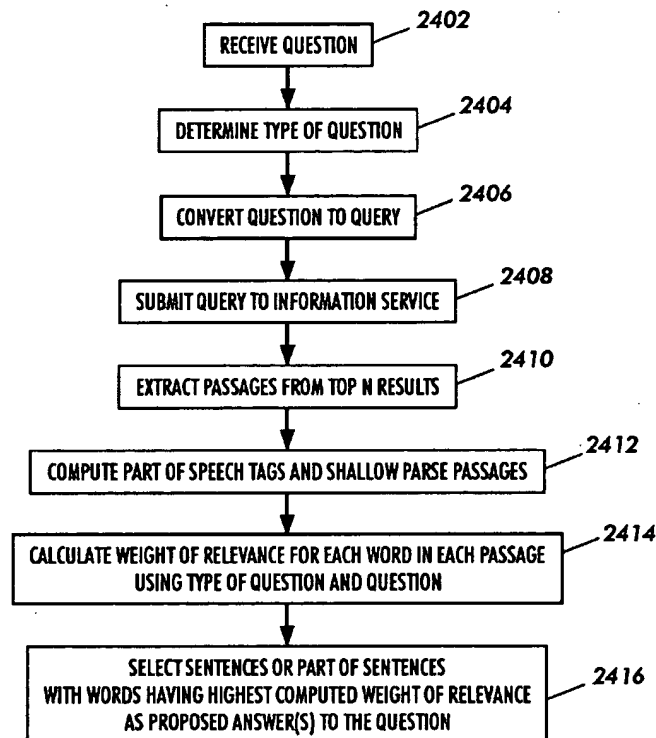 2402
RECEIVE QUESTION
2404
DETERMINE TYPE OF QUESTION
2406
CONVERT QUESTION TO QUERY
2408
SUBMIT QUERY TO INFORMATION SERVICE
2410
EXTRACT PASSAGES FROM TOP N RESULTS
2412
COMPUTE PART OF SPEECH TAGS AND SHALLOW PARSE PASSAGES
2414
CALCULATE WEIGHT OF RELEVANCE FOR EACH WORD IN EACH PASSAGE
USING TYPE OF QUESTION AND QUESTION
SELECT SENTENCES OR PART OF SENTENCES
WITH WORDS HAVING HIGHEST COMPUTED WEIGHT OF RELEVANCE
2416
AS PROPOSED ANSWER(S) TO THE QUESTION